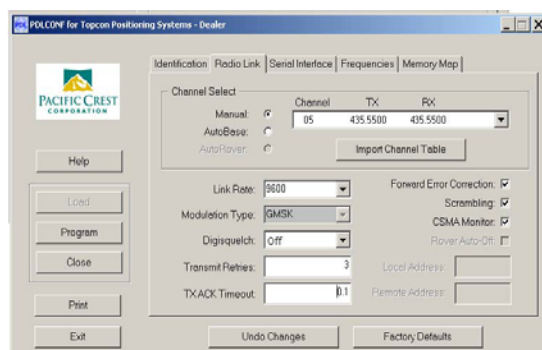 PDLCONF for Topcon Positioning Systems - Dealer
Identification Radio Link Serial Interface Frequencies Memory Map
PACIFIC CREST
CORPORATION
Help
Load
Program
Close
Print
Exit
Channel Select
Channel TX RX
Manual: 05 435.5500 435.5500
AutoBase:
AutoRover:
Import Channel Table
Link Rate: 9600
Modulation Type: GMSK
Digisquelch: Off
Transmit Retries: 3
TX ACK Timeout: 0.1
Forward Error Correction:
Scrambling:
CSMA Monitor:
Rover Auto-Off:
Local Address:
Remote Address:
Undo Changes Factory Defaults